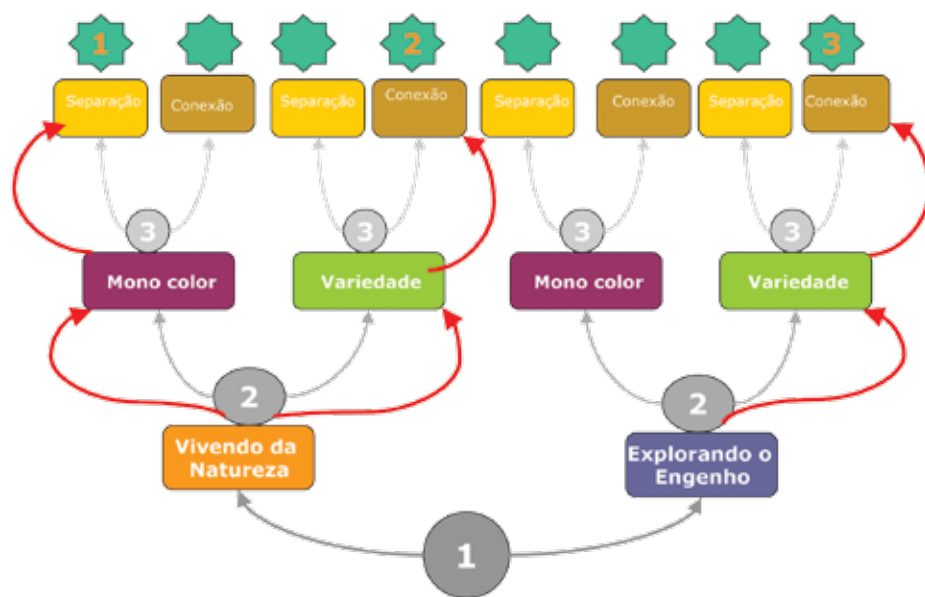 1
2
3
Separação
Conexão
Separação
Conexão
Separação
Conexão
Separação
Conexão
3
3
3
3
Mono color
Variedade
Mono color
Variedade
2
2
Vivendo da
Natureza
Explorando o
Engenho
1